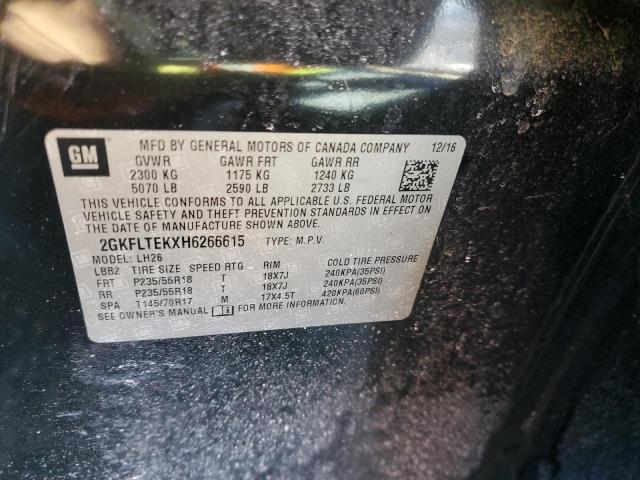 GM
MFD BY GENERAL MOTORS OF CANADA COMPANY 12/16
GVWR GAWR FRT GAWR RR
2300 KG 1175 KG 1240 KG
5070 LB 2590 LB 2733 LB
THIS VEHICLE CONFORMS TO ALL APPLICABLE U.S. FEDERAL MOTOR
VEHICLE SAFETY AND THEFT PREVENTION STANDARDS IN EFFECT ON THE
DATE OF MANUFACTURE SHOWN ABOVE.
2GKFLTEKXH6266615 TYPE: M.P.V.
MODEL: LH26
LBB2 TIRE SIZE SPEED RTG RIM COLD TIRE PRESSURE
FRT P235/55R18 T 18X7J 240KPA(35PSI)
RR P235/55R18 T 18X7J 240KPA(35PSI)
SPA T145/70R17 M 17X4.5T 420KPA(60PSI)
SEE OWNER'S MANUAL FOR MORE INFORMATION.